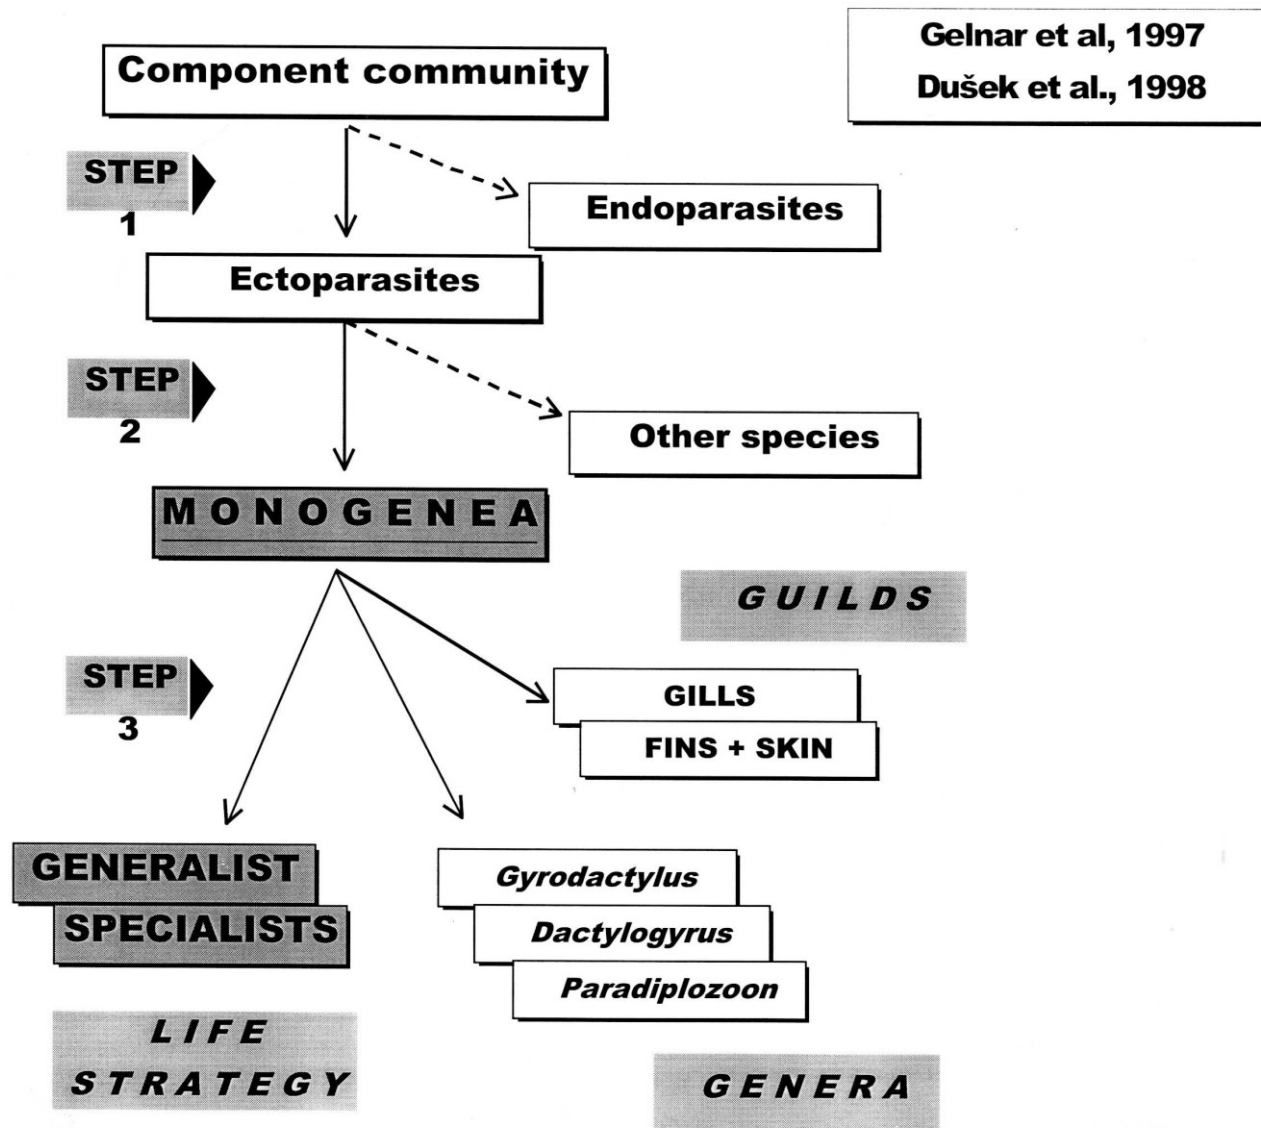 Gelnar et al, 1997
Dušek et al., 1998
Component community
STEP
1
Endoparasites
Ectoparasites
STEP
2
Other species
MONOGENEA
GUILDS
STEP
3
GILLS
FINS + SKIN
GENERALIST
SPECIALISTS
Gyrodactylus
Dactylogyrus
Paradiplozoon
LIFE
STRATEGY
GENERA